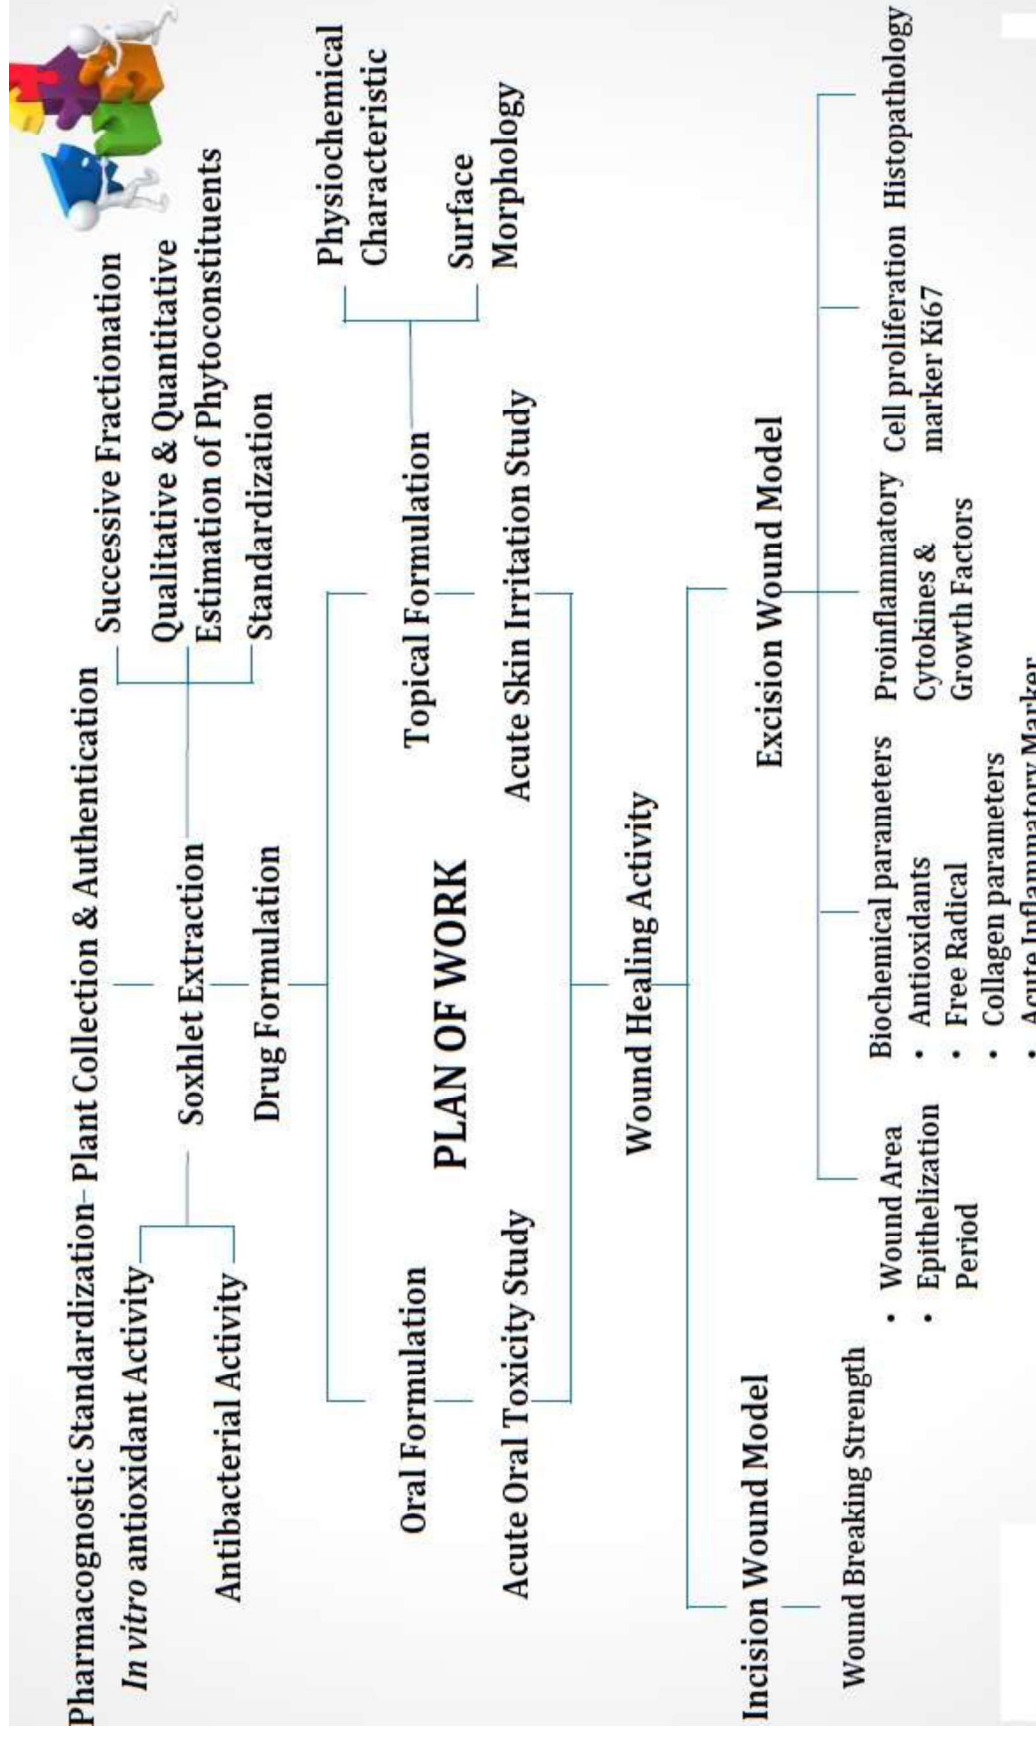 Pharmacognostic Standardization– Plant Collection & Authentication
In vitro antioxidant Activity
Antibacterial Activity
Soxhlet Extraction
Successive Fractionation
Qualitative & Quantitative
Estimation of Phytoconstituents
Standardization
Drug Formulation
Oral Formulation
Topical Formulation
Physiochemical
Characteristic
Surface
Morphology
PLAN OF WORK
Acute Oral Toxicity Study
Acute Skin Irritation Study
Wound Healing Activity
Incision Wound Model
Excision Wound Model
Wound Breaking Strength
• Wound Area
• Epithelization
Period
Biochemical parameters
• Antioxidants
• Free Radical
• Collagen parameters
• Acute Inflammatory Marker
Proinflammatory
Cytokines &
Growth Factors
Cell proliferation
marker Ki67
Histopathology